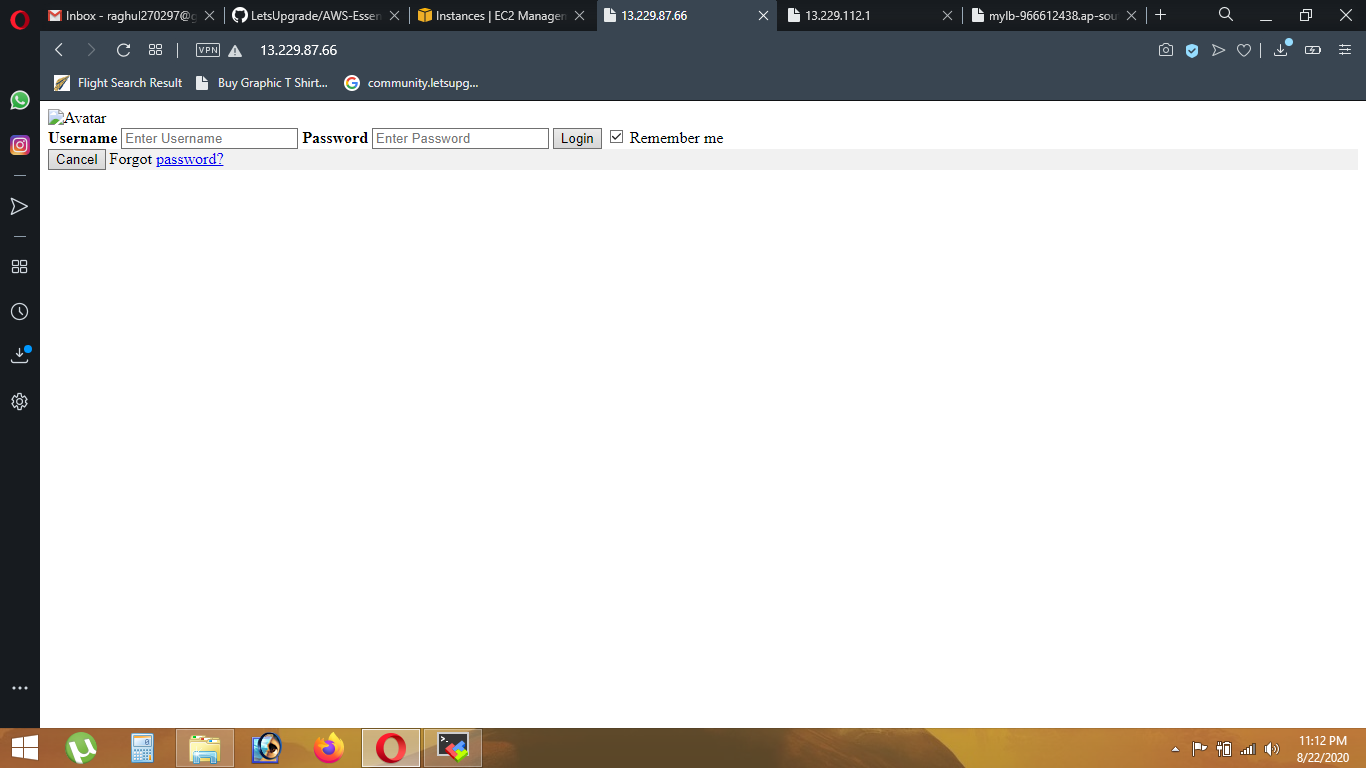 Inbox - raghul270297@g
LetsUpgrade/AWS-Essen
Instances | EC2 Managem
13.229.87.66
13.229.112.1
mylb-966612438.ap-sou
VPN 13.229.87.66
Flight Search Result Buy Graphic T Shirt... community.letsupg...
Avatar
Username Enter Username Password Enter Password Login Remember me
Cancel Forgot password?
11:12 PM
8/22/2020